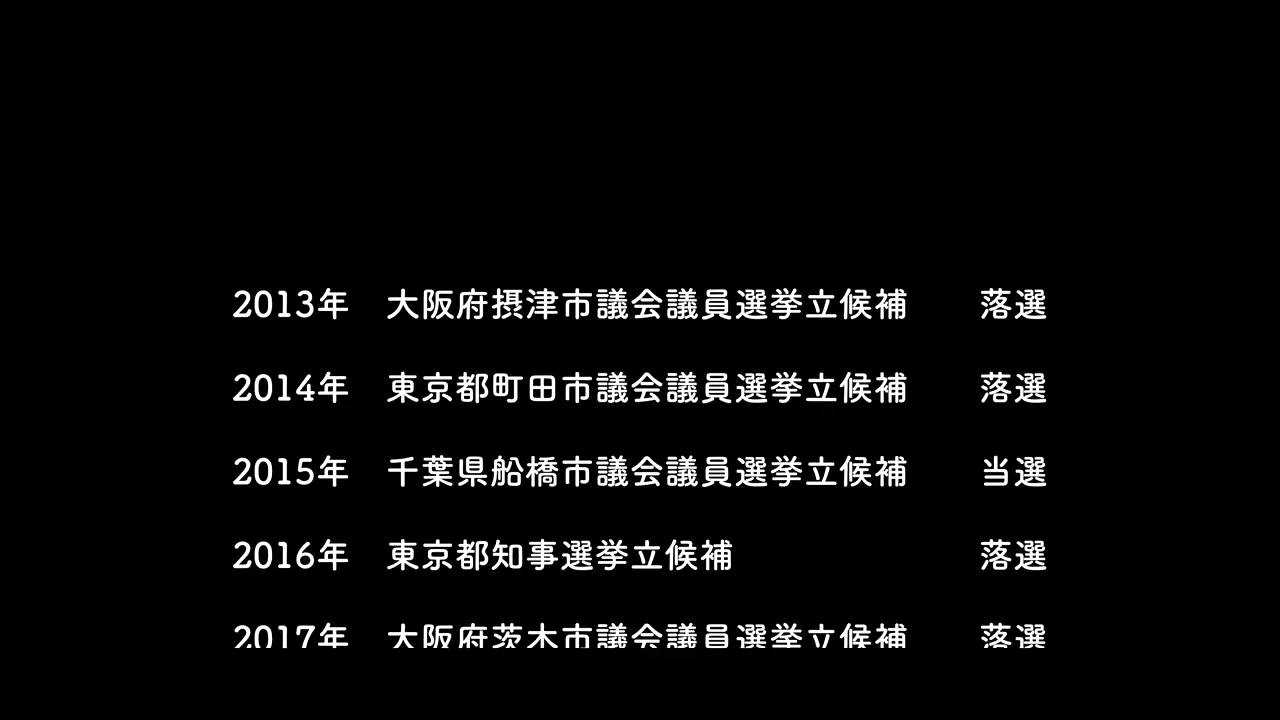 2013年 大阪府摂津市議会議員選挙立候補 落選
2014年 東京都町田市議会議員選挙立候補 落選
2015年 千葉県船橋市議会議員選挙立候補 当選
2016年 東京都知事選挙立候補 落選
2017年 大阪府茨木市議会議員選挙立候補 落選